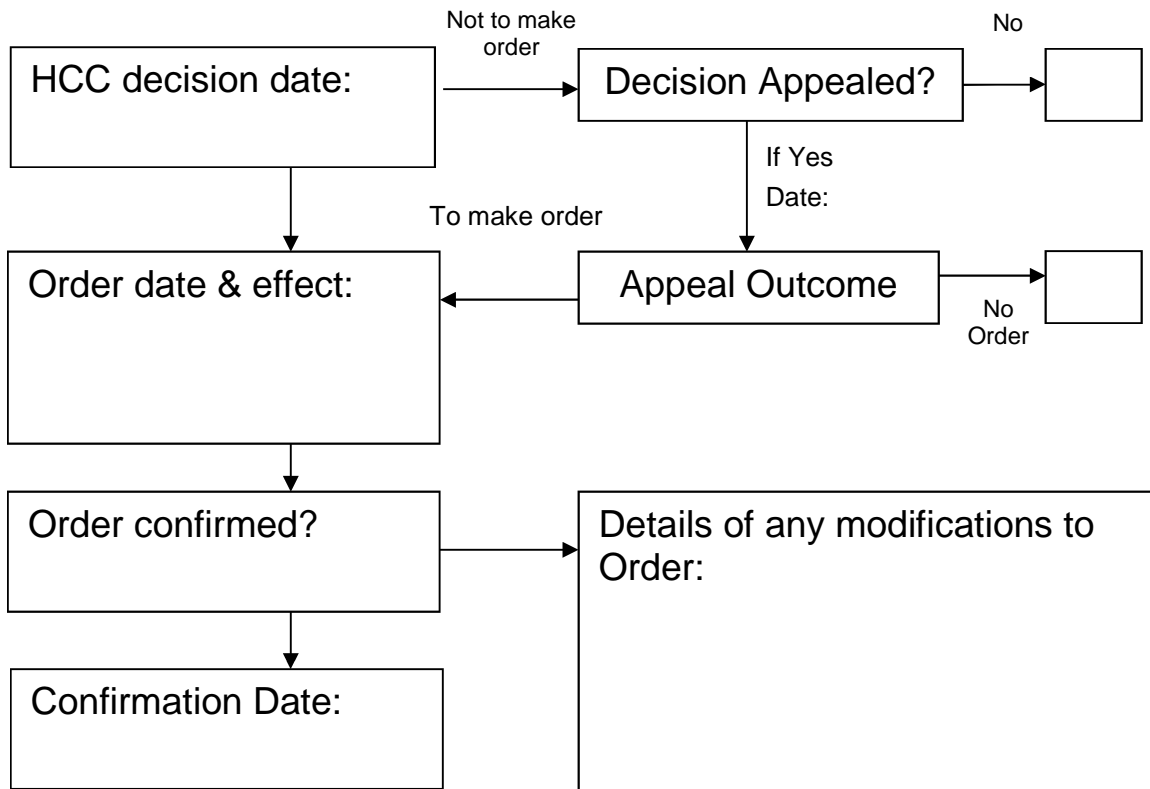 Not to make
order
No
HCC decision date:
Decision Appealed?
If Yes
Date:
To make order
Order date & effect:
Appeal Outcome
No
Order
Order confirmed?
Details of any modifications to
Order:
Confirmation Date: